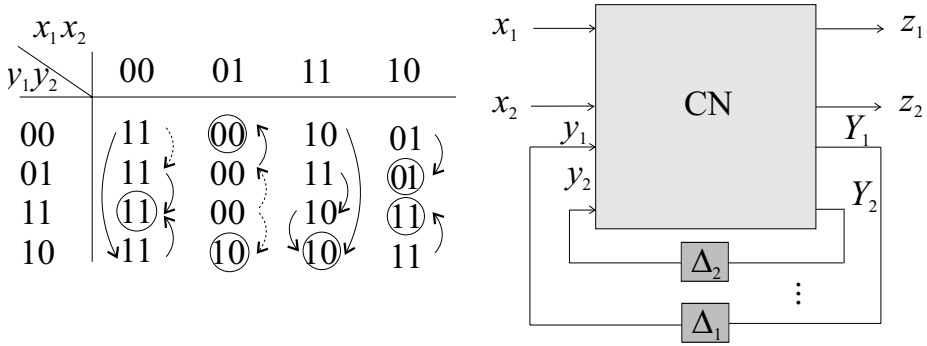 x₁x₂
y₁y₂ 00 01 11 10
00 11 00 10 01
01 11 00 11 01
11 11 00 10 11
10 11 10 10 11
x₁ z₁
CN
x₂ z₂
y₁ Y₁
y₂ Y₂
Δ₂
⋮
Δ₁